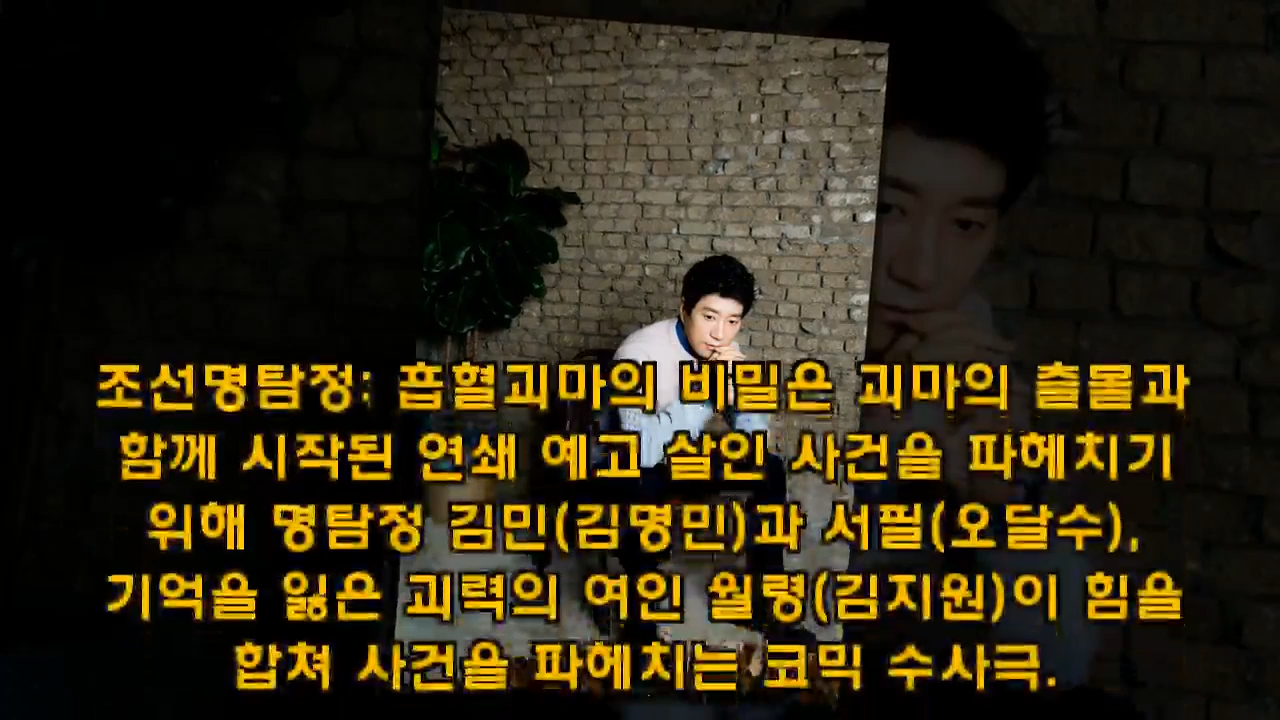 조선명탐정: 흡혈괴마의 비밀은 괴마의 출몰과
함께 시작된 연쇄 예고 살인 사건을 파헤치기
위해 명탐정 김민(김명민)과 서필(오달수),
기억을 잃은 괴력의 여인 월령(김지원)이 힘을
합쳐 사건을 파헤치는 코믹 수사극.